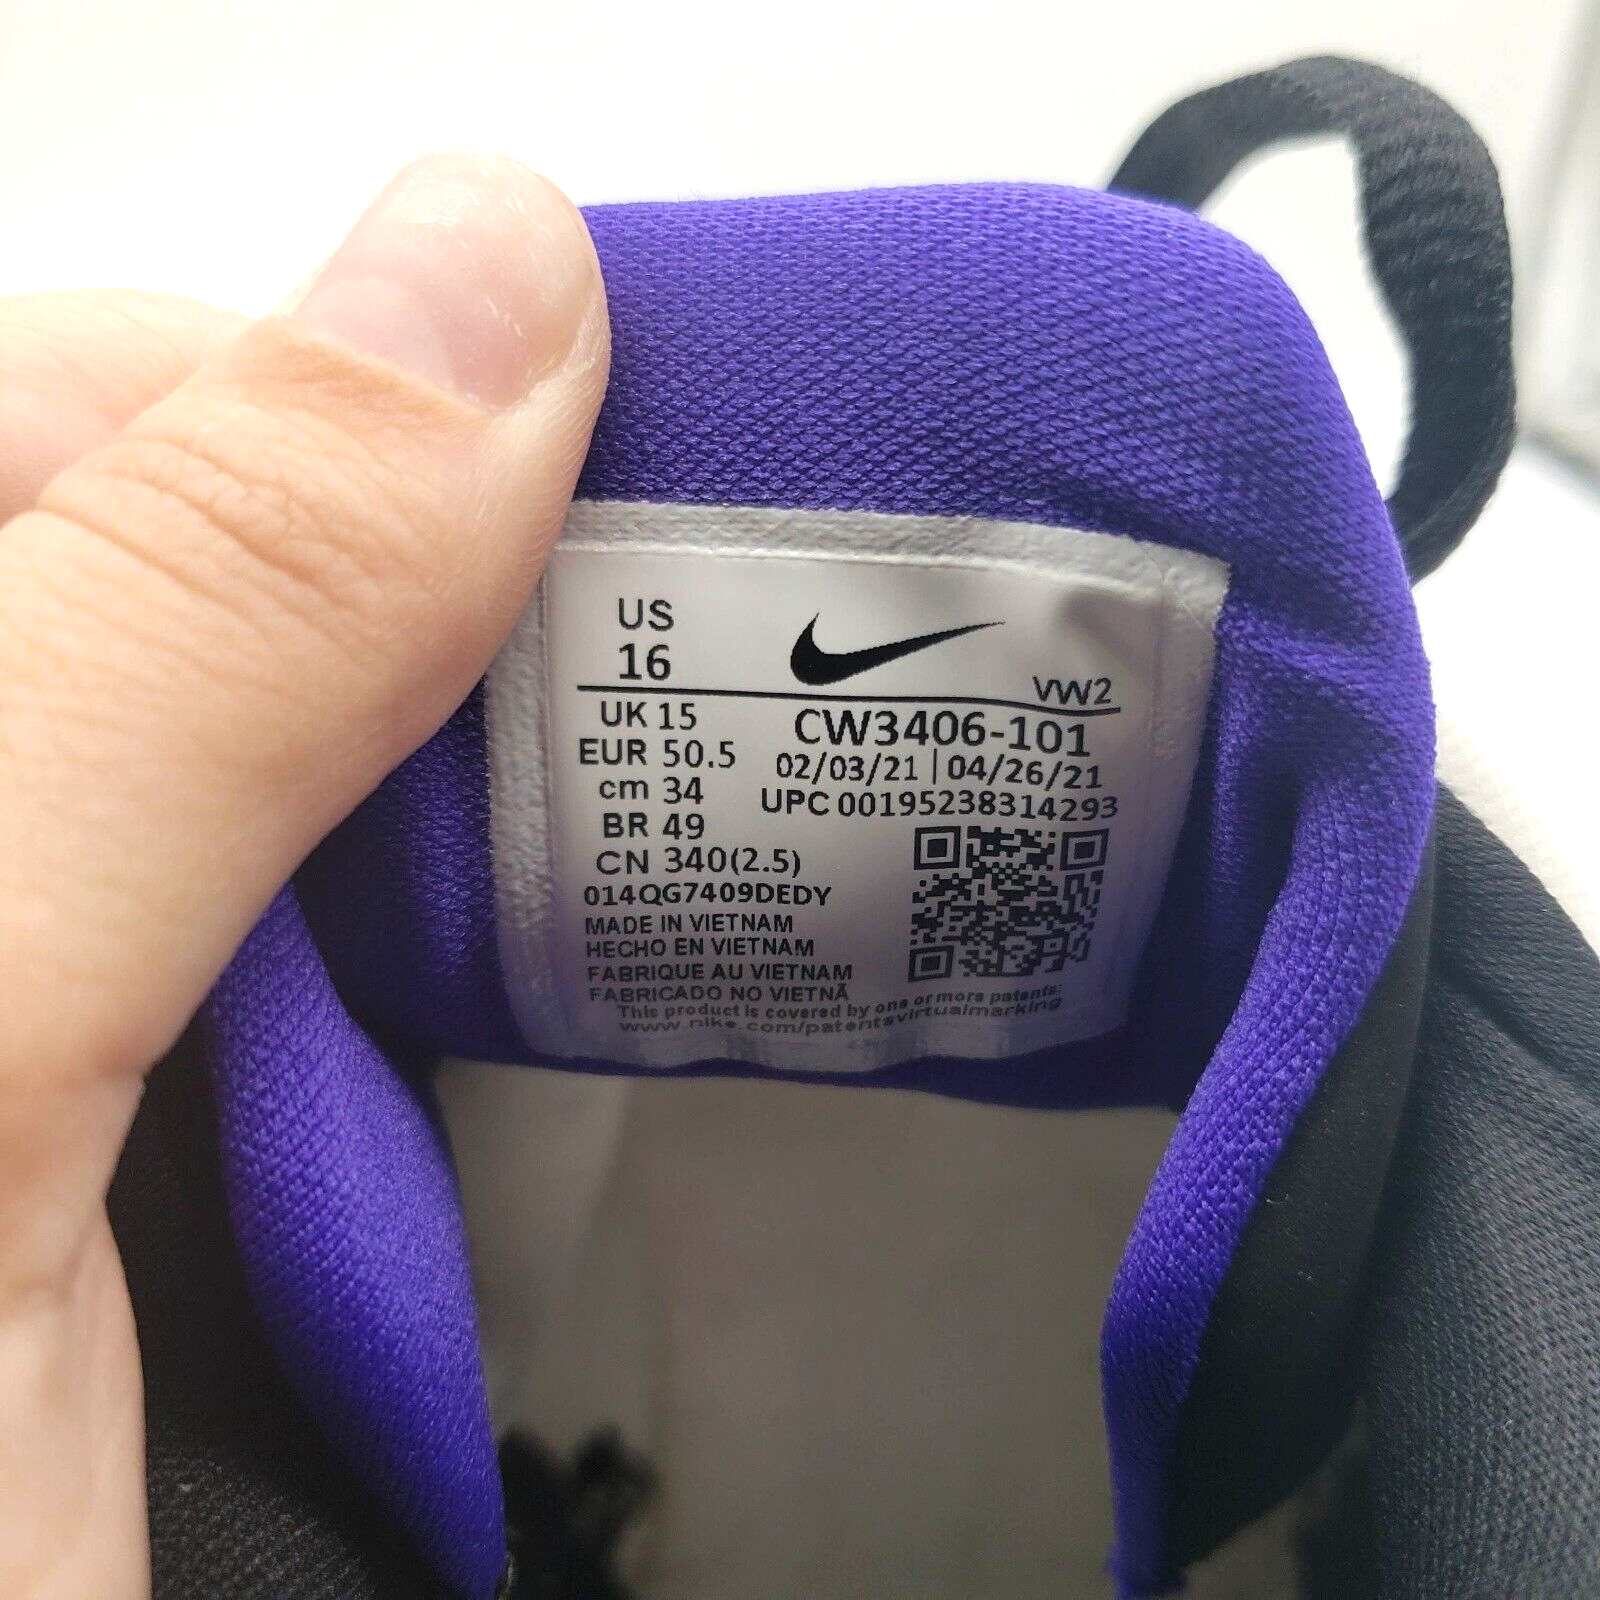 US
16
VW2
UK 15
CW3406-101
EUR 50.5
02/03/21 | 04/26/21
cm 34
UPC 00195238314293
BR 49
CN 340(2.5)
014QG7409DEDY
MADE IN VIETNAM
HECHO EN VIETNAM
FABRIQUE AU VIETNAM
FABRICADO NO VIETNÃ
This product is covered by one or more patents:
www.nike.com/patentsvirtualmarking